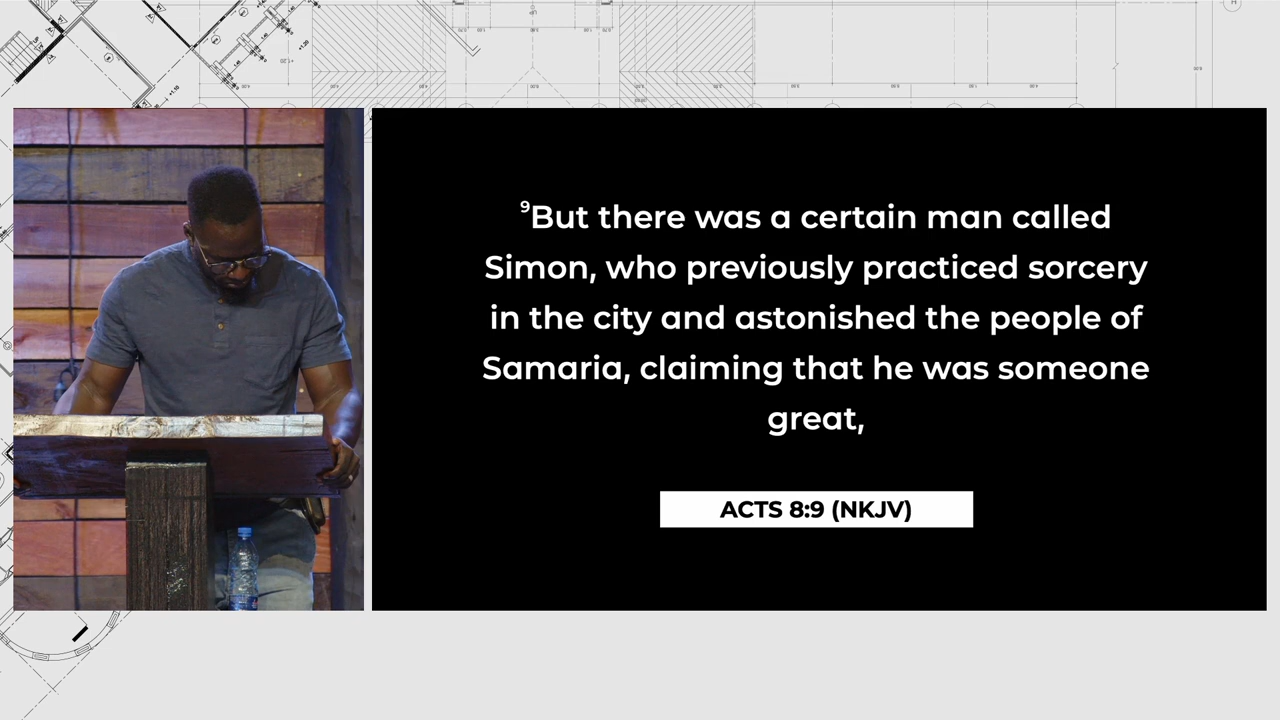 ⁹But there was a certain man called
Simon, who previously practiced sorcery
in the city and astonished the people of
Samaria, claiming that he was someone
great,
ACTS 8:9 (NKJV)